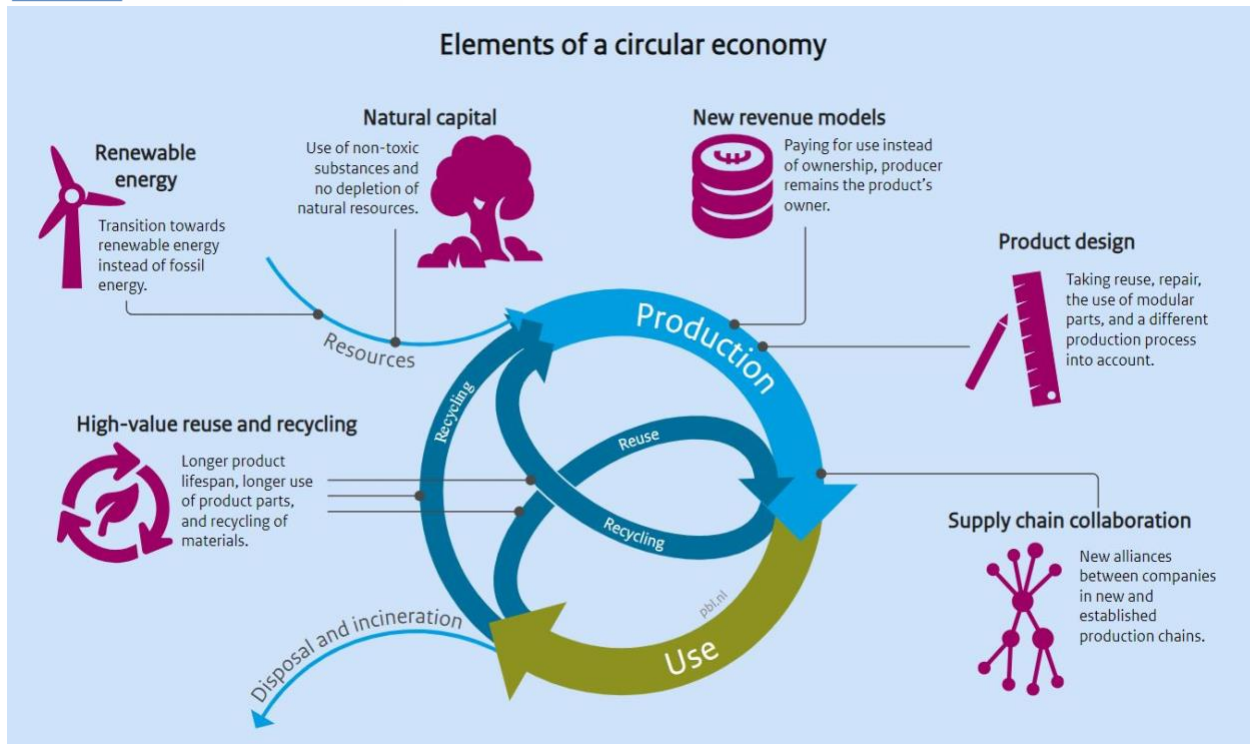 Elements of a circular economy
Natural capital
Use of non-toxic
substances and
no depletion of
natural resources.
New revenue models
Paying for use instead
of ownership, producer
remains the product's
owner.
Renewable
energy
Transition towards
renewable energy
instead of fossil
energy.
Product design
Taking reuse, repair,
the use of modular
parts, and a different
production process
into account.
Resources
Production
Recycling
Reuse
Recycling
High-value reuse and recycling
Longer product
lifespan, longer use
of product parts,
and recycling of
materials.
Supply chain collaboration
New alliances
between companies
in new and
established
production chains.
pbl.nl
Use
Disposal and incineration